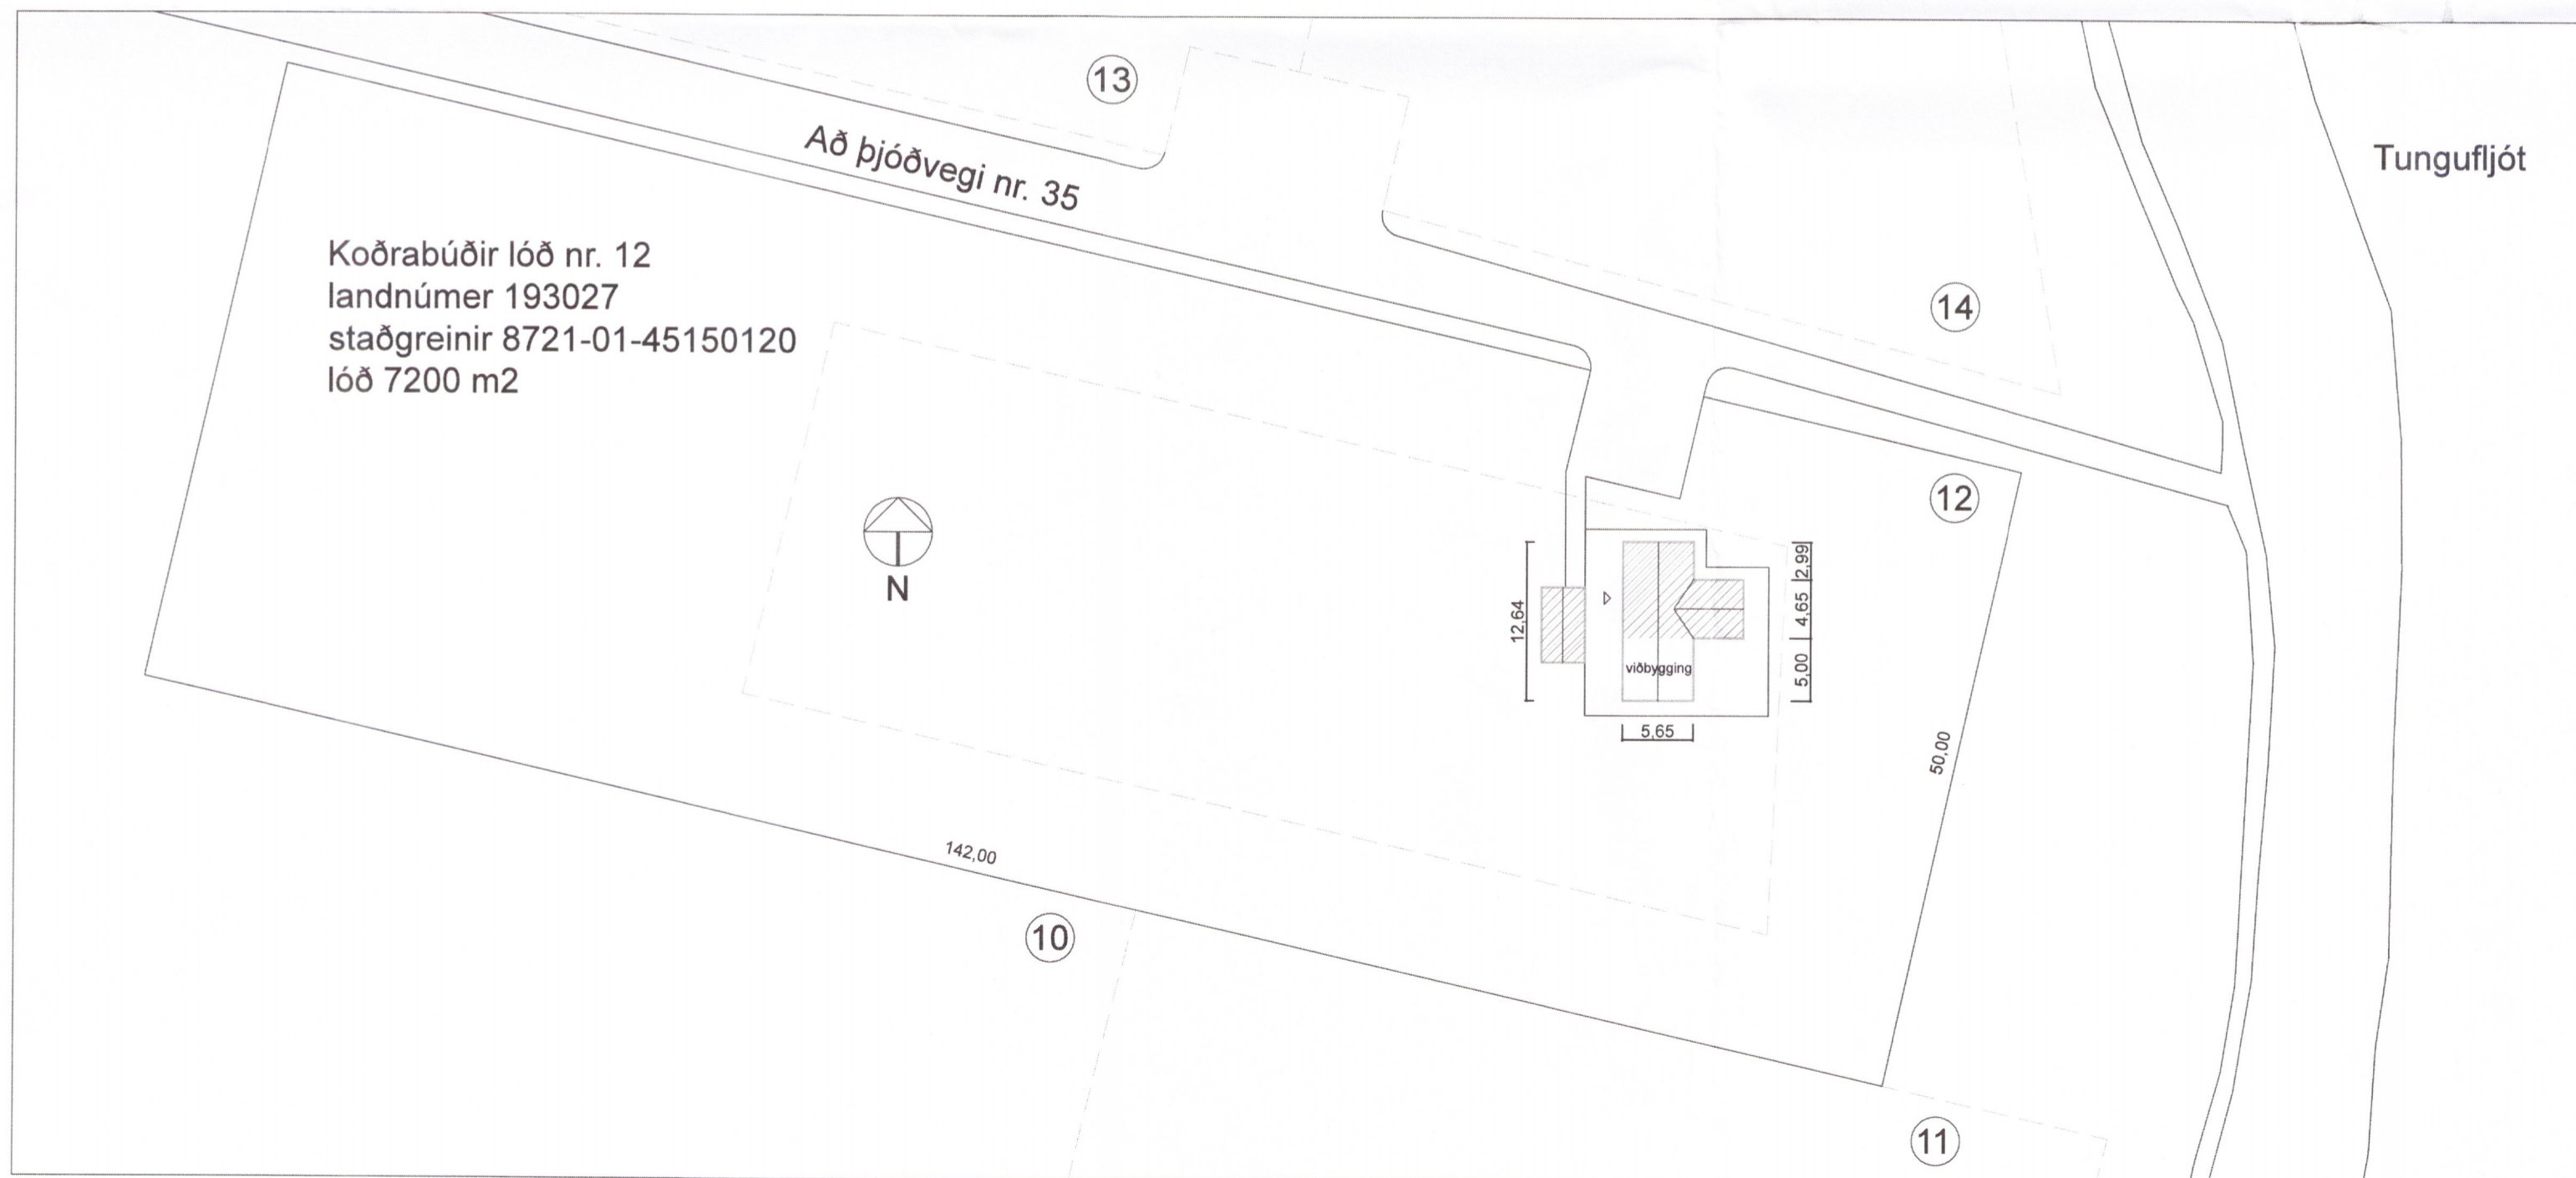 13
Að þjóðvegi nr. 35
Tungufljót
Koðrabúðir lóð nr. 12
landnúmer 193027
staðgreinir 8721-01-45150120
lóð 7200 m2
14
12
N
12,64
2,99
4,65
5,00
viðbygging
5,65
50,00
142,00
10
11